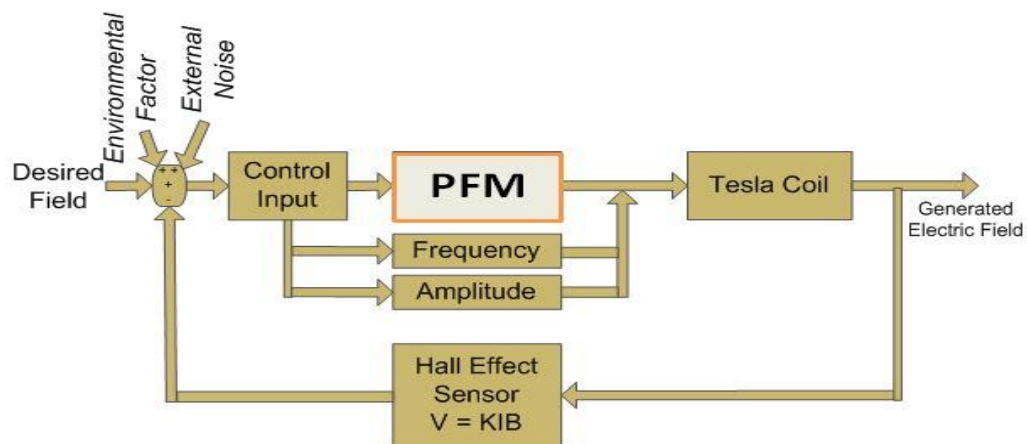 Environmental
Factor
External
Noise
Desired
Field
+ +
+
-
Control
Input
PFM
Tesla Coil
Generated
Electric Field
Frequency
Amplitude
Hall Effect
Sensor
V = KIB